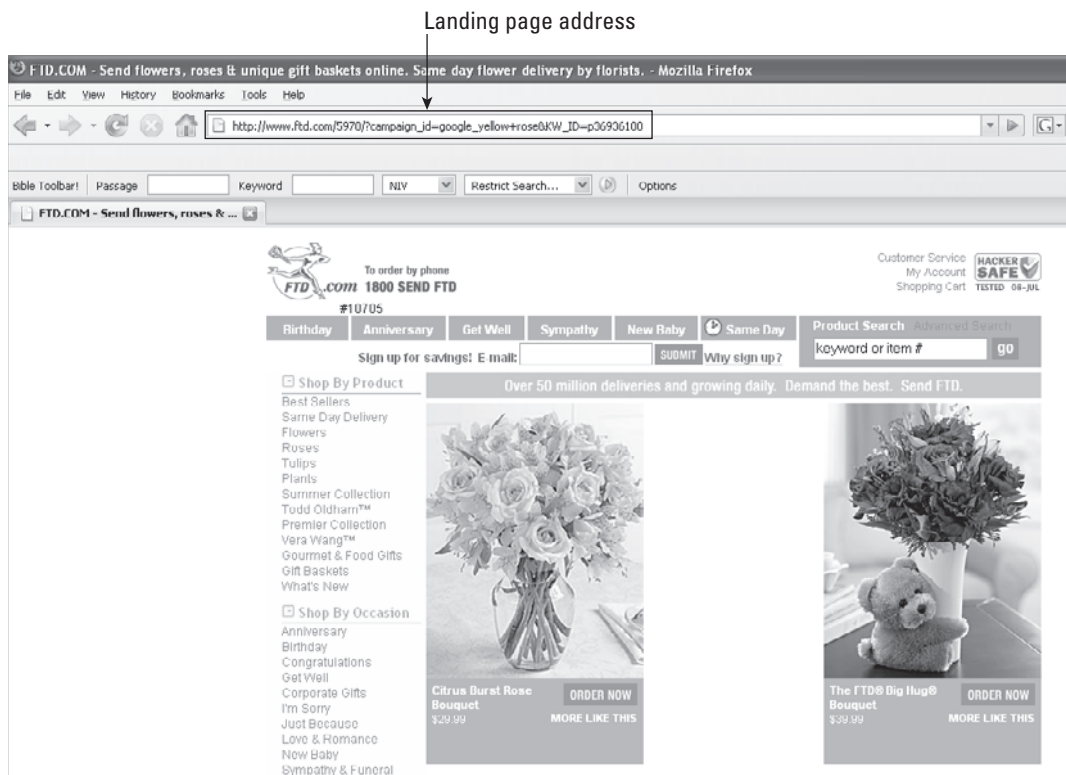 Landing page address
FTD.COM - Send flowers, roses & unique gift baskets online. Same day flower delivery by florists. - Mozilla Firefox
File Edit View History Bookmarks Tools Help
http://www.ftd.com/5970/?campaign_id=google_yellow+rose&KW_ID=p36936100
G
Bible Toolbar! Passage Keyword NIV Restrict Search... Options
FTD.COM - Send flowers, roses & ...
FTD.com
To order by phone
1800 SEND FTD
#10705
Customer Service
My Account
Shopping Cart
HACKER SAFE
TESTED 08-JUL
Birthday Anniversary Get Well Sympathy New Baby Same Day
Product Search Advanced Search
Sign up for savings! E-mail: SUBMIT Why sign up?
keyword or item # go
Shop By Product
Best Sellers
Same Day Delivery
Flowers
Roses
Tulips
Plants
Summer Collection
Todd Oldham™
Premier Collection
Vera Wang™
Gourmet & Food Gifts
Gift Baskets
What's New
Shop By Occasion
Anniversary
Birthday
Congratulations
Get Well
Corporate Gifts
I'm Sorry
Just Because
Love & Romance
New Baby
Sympathy & Funeral
Over 50 million deliveries and growing daily. Demand the best. Send FTD.
Citrus Burst Rose
Bouquet
$29.99
ORDER NOW
MORE LIKE THIS
The FTD® Big Hug®
Bouquet
$39.99
ORDER NOW
MORE LIKE THIS